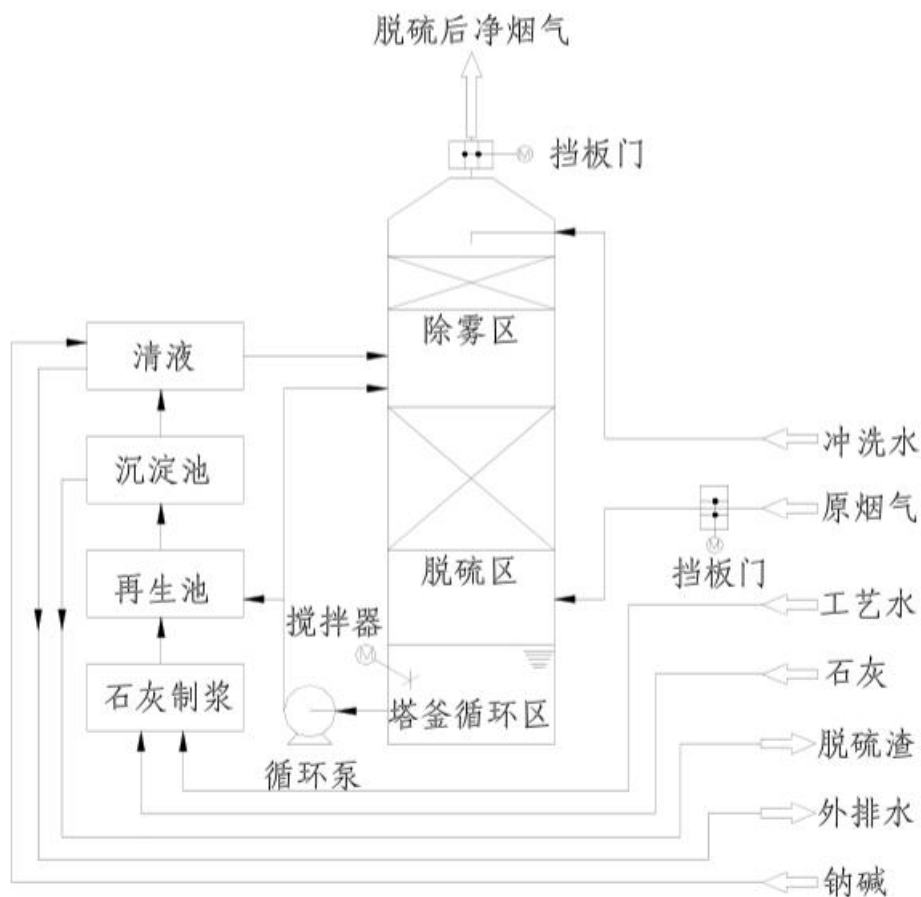 脱硫后净烟气
M
挡板门
除雾区
清液
冲洗水
沉淀池
原烟气
M
脱硫区
挡板门
再生池
工艺水
搅拌器
M
石灰
石灰制浆
塔釜循环区
脱硫渣
循环泵
外排水
钠碱